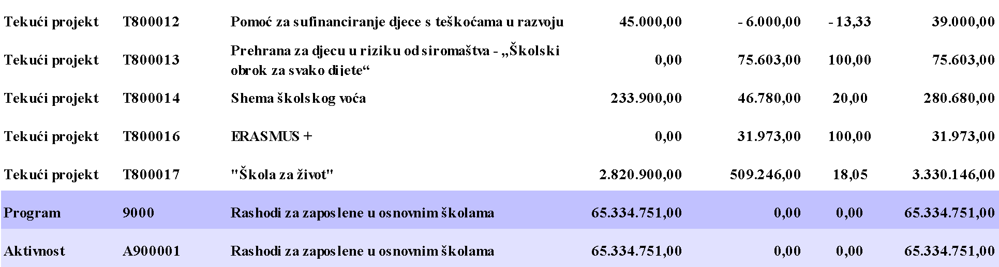 Tekući projekt T800012 Pomoć za sufinanciranje djece s teškoćama u razvoju 45.000,00 - 6.000,00 - 13,33 39.000,00
Prehrana za djecu u riziku od siromaštva - „Školski
Tekući projekt T800013 0,00 75.603,00 100,00 75.603,00
obrok za svako dijete“
Tekući projekt T800014 Shema školskog voća 233.900,00 46.780,00 20,00 280.680,00
Tekući projekt T800016 ERASMUS + 0,00 31.973,00 100,00 31.973,00
Tekući projekt T800017 "Škola za život" 2.820.900,00 509.246,00 18,05 3.330.146,00
Program 9000 Rashodi za zaposlene u osnovnim školama 65.334.751,00 0,00 0,00 65.334.751,00
Aktivnost A900001 Rashodi za zaposlene u osnovnim školama 65.334.751,00 0,00 0,00 65.334.751,00